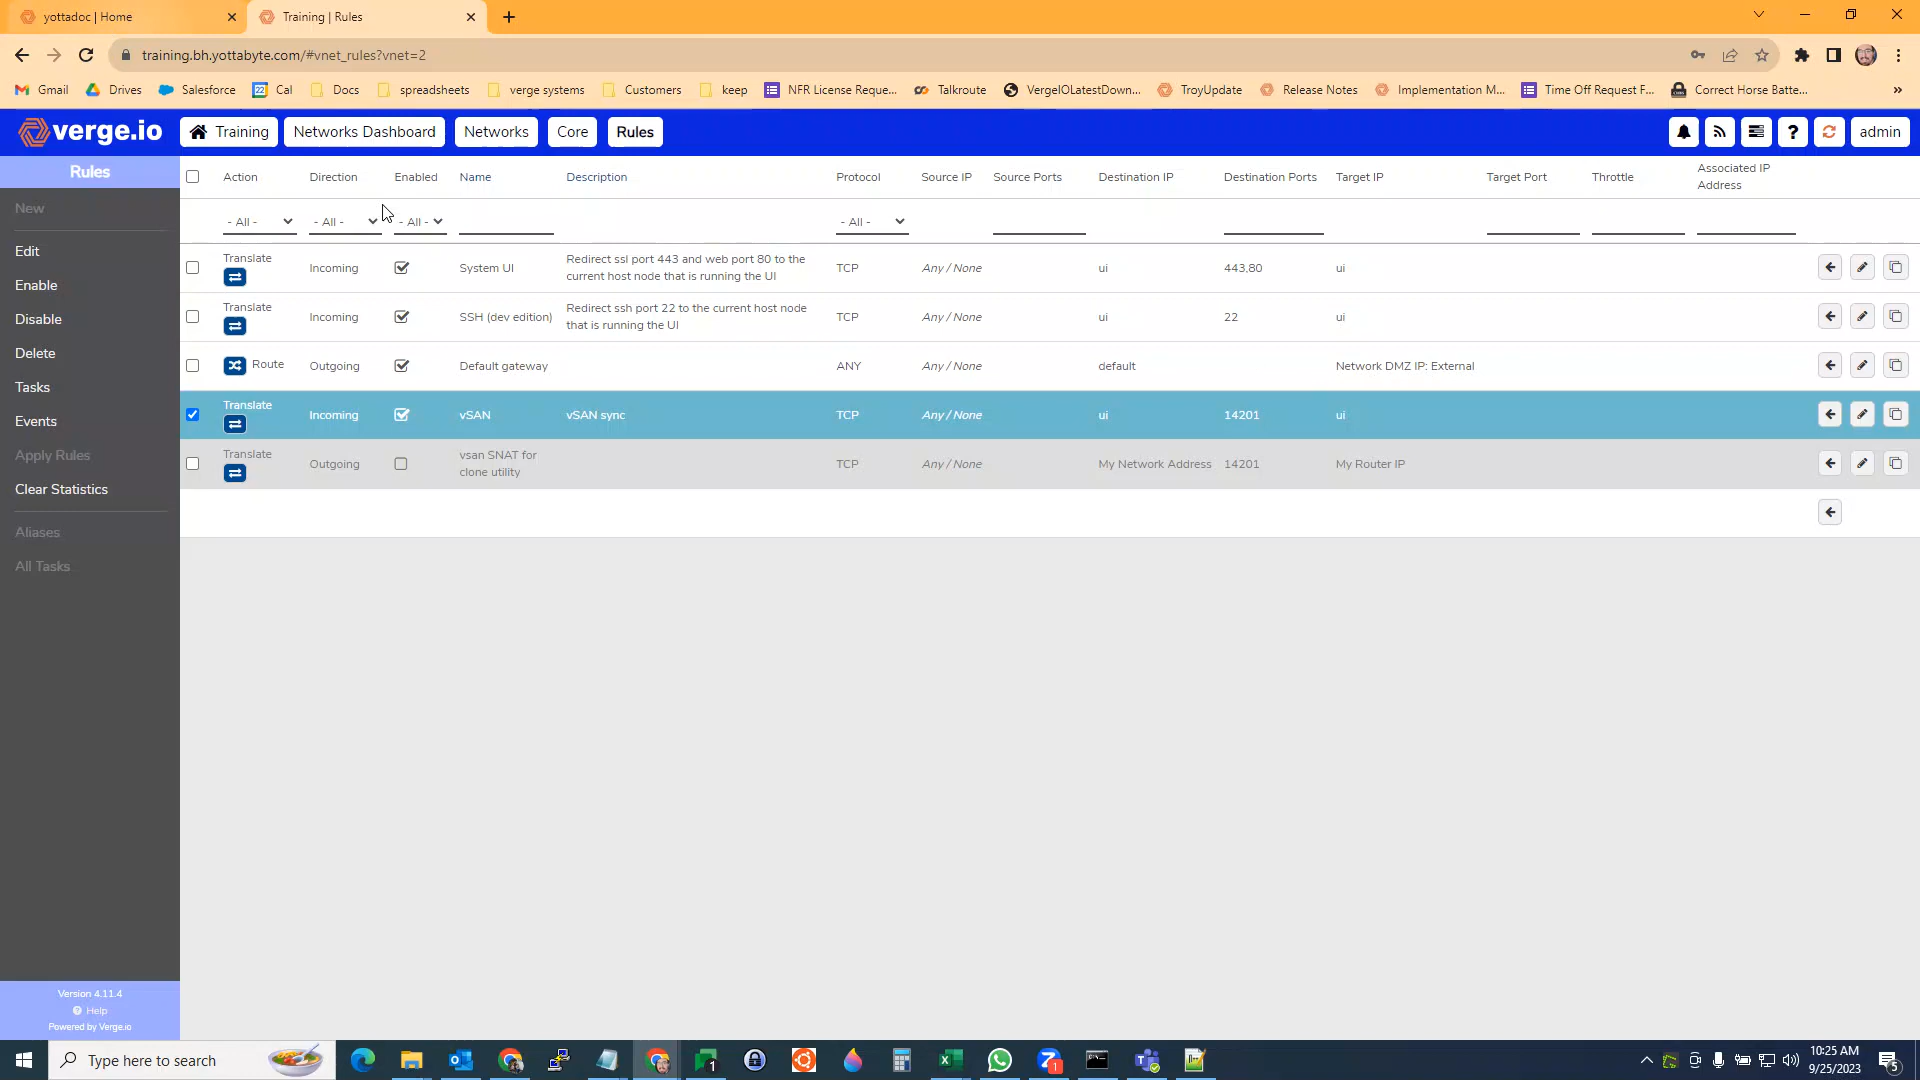 yottadoc | Home
Training | Rules
training.bh.yottabyte.com/#vnet_rules?vnet=2
Gmail
Drives
Salesforce
22
Cal
Docs
spreadsheets
verge systems
Customers
keep
NFR License Reque...
Talkroute
VergeIOLatestDown...
TroyUpdate
Release Notes
Implementation M...
Time Off Request F...
Correct Horse Batte...
»
verge.io
Training
Networks Dashboard
Networks
Core
Rules
?
admin
Rules
New
Edit
Enable
Disable
Delete
Tasks
Events
Apply Rules
Clear Statistics
Aliases
All Tasks
Action Direction Enabled Name Description Protocol Source IP Source Ports Destination IP Destination Ports Target IP Target Port Throttle Associated IP Address
- All - - All - - All - - All -
Translate Incoming System UI Redirect ssl port 443 and web port 80 to the TCP Any / None ui 443,80 ui
current host node that is running the UI
Translate Incoming SSH (dev edition) Redirect ssh port 22 to the current host node TCP Any / None ui 22 ui
that is running the UI
Route Outgoing Default gateway ANY Any / None default Network DMZ IP: External
Translate Incoming vSAN vSAN sync TCP Any / None ui 14201 ui
Translate Outgoing vsan SNAT for TCP Any / None My Network Address 14201 My Router IP
clone utility
Version 4.11.4
Help
Powered by Verge.io
Type here to search
1
1
10:25 AM
9/25/2023
5